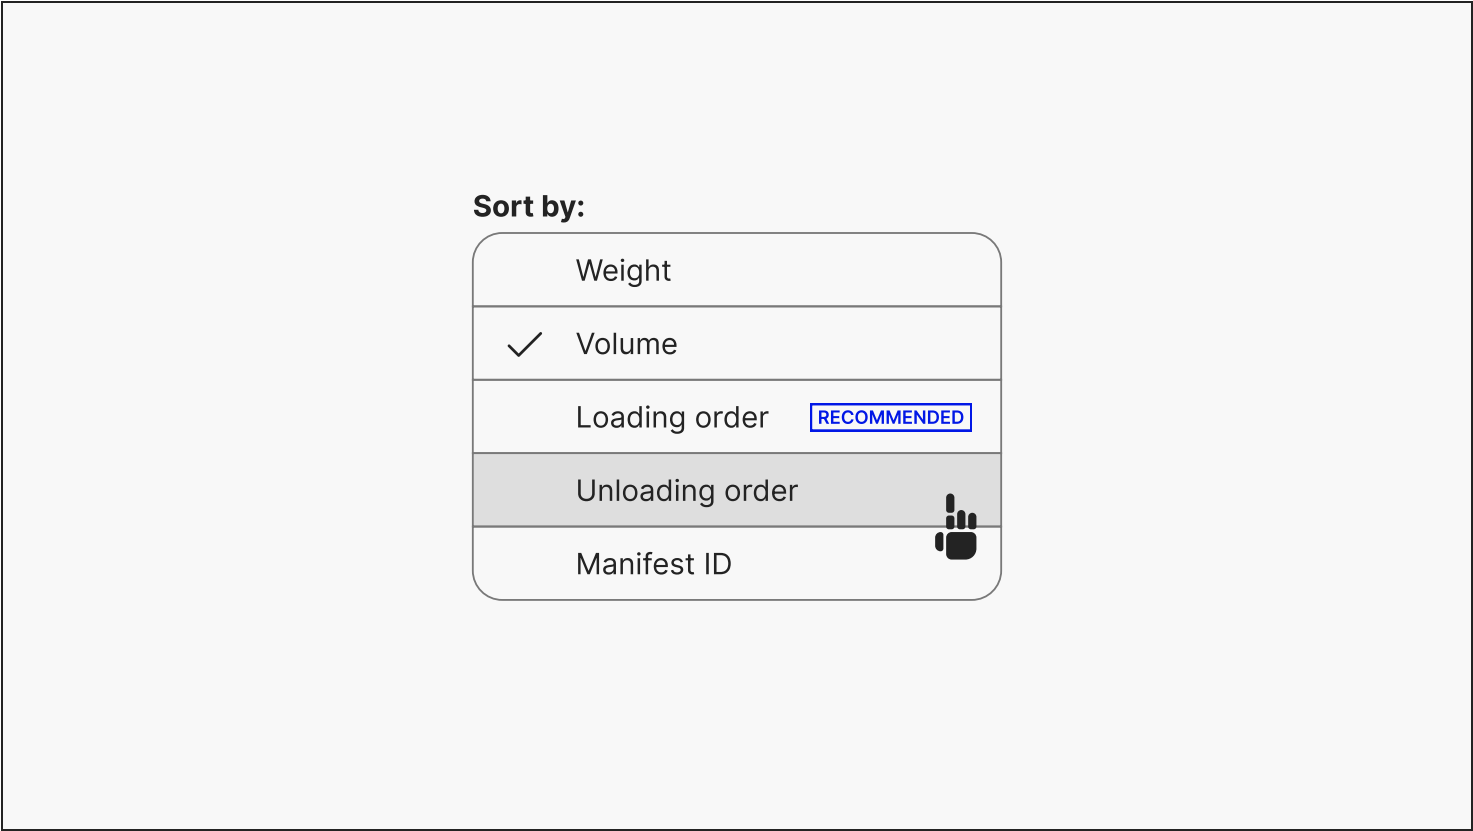 Sort by:
Weight
Volume
Loading order RECOMMENDED
Unloading order
Manifest ID